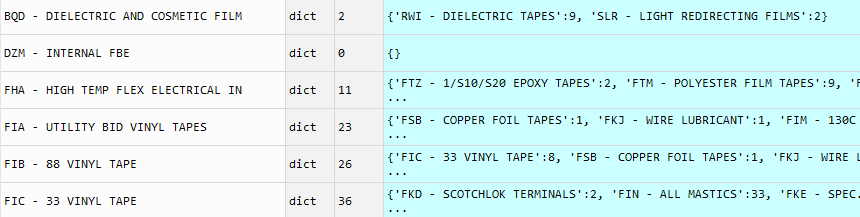 BQD - DIELECTRIC AND COSMETIC FILM dict 2 {'RWI - DIELECTRIC TAPES':9, 'SLR - LIGHT REDIRECTING FILMS':2}
DZM - INTERNAL FBE dict 0 {}
FHA - HIGH TEMP FLEX ELECTRICAL IN dict 11 {'FTZ - 1/S10/S20 EPOXY TAPES':2, 'FTM - POLYESTER FILM TAPES':9, 'F
...
FIA - UTILITY BID VINYL TAPES dict 23 {'FSB - COPPER FOIL TAPES':1, 'FKJ - WIRE LUBRICANT':1, 'FIM - 130C
...
FIB - 88 VINYL TAPE dict 26 {'FIC - 33 VINYL TAPE':8, 'FSB - COPPER FOIL TAPES':1, 'FKJ - WIRE L
...
FIC - 33 VINYL TAPE dict 36 {'FKD - SCOTCHLOK TERMINALS':2, 'FIN - ALL MASTICS':33, 'FKE - SPEC.
...